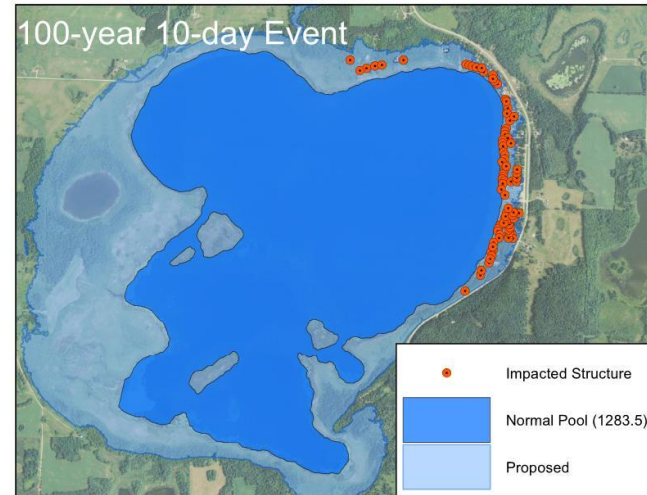 100-year 10-day Event
Impacted Structure
Normal Pool (1283.5)
Proposed